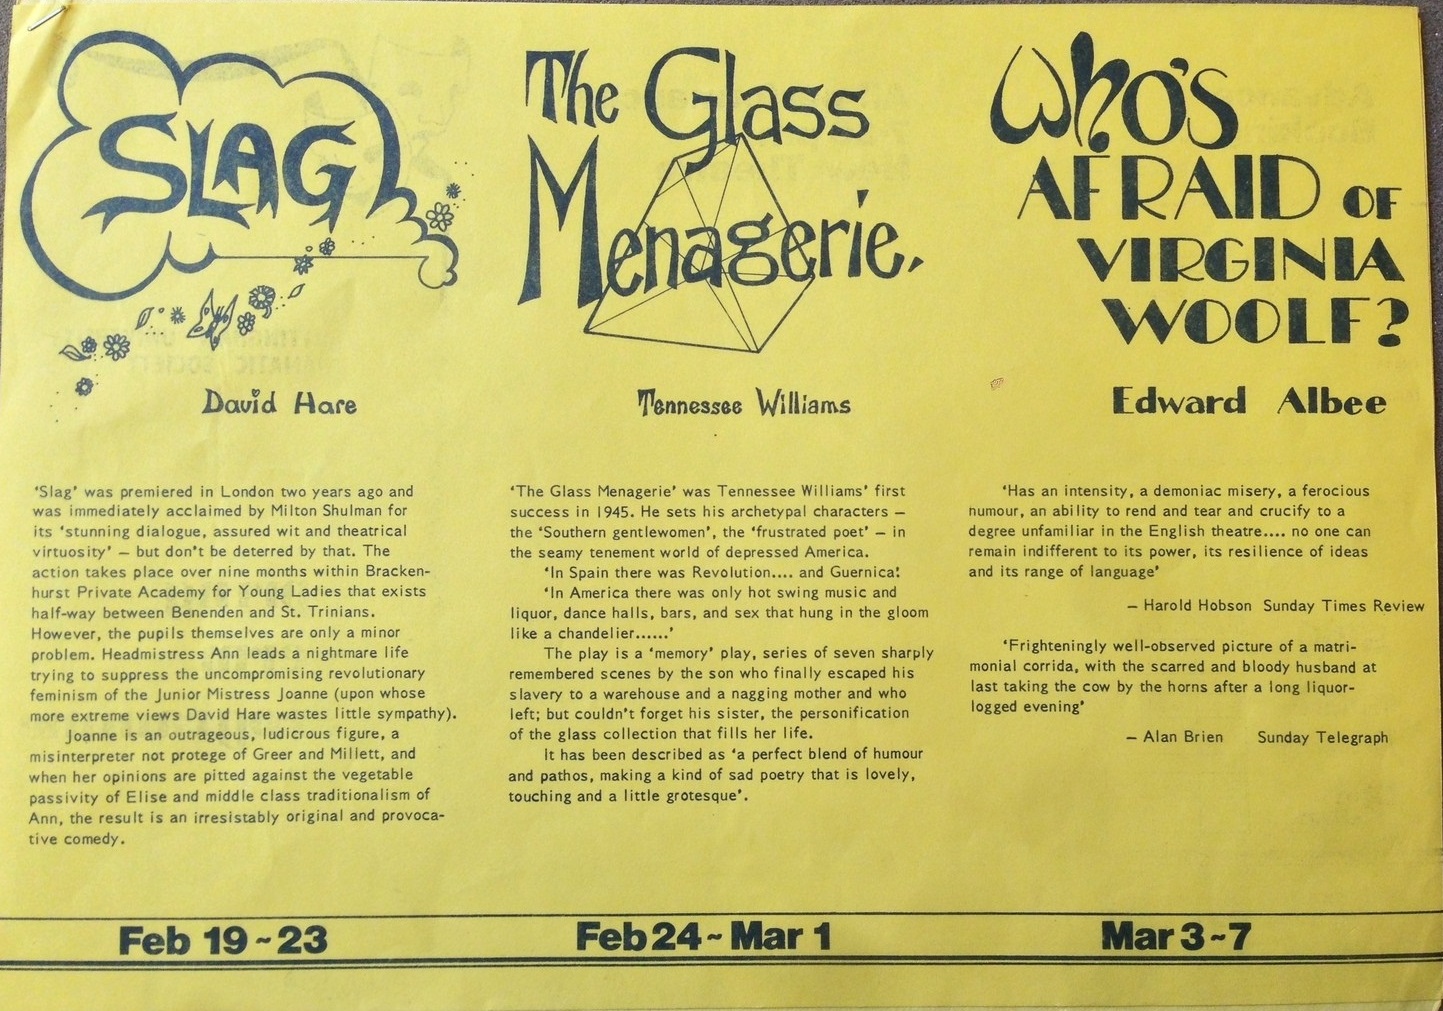 SLAG
David Hare
'Slag' was premiered in London two years ago and
was immediately acclaimed by Milton Shulman for
its 'stunning dialogue, assured wit and theatrical
virtuosity' – but don't be deterred by that. The
action takes place over nine months within Bracken-
hurst Private Academy for Young Ladies that exists
half-way between Benenden and St. Trinians.
However, the pupils themselves are only a minor
problem. Headmistress Ann leads a nightmare life
trying to suppress the uncompromising revolutionary
feminism of the Junior Mistress Joanne (upon whose
more extreme views David Hare wastes little sympathy).
Joanne is an outrageous, ludicrous figure, a
misinterpreter not protege of Greer and Millett, and
when her opinions are pitted against the vegetable
passivity of Elise and middle class traditionalism of
Ann, the result is an irresistably original and provoca-
tive comedy.
Feb 19~23
The Glass
Menagerie.
Tennessee Williams
'The Glass Menagerie' was Tennessee Williams' first
success in 1945. He sets his archetypal characters –
the 'Southern gentlewomen', the 'frustrated poet' – in
the seamy tenement world of depressed America.
'In Spain there was Revolution.... and Guernica!
'In America there was only hot swing music and
liquor, dance halls, bars, and sex that hung in the gloom
like a chandelier......'
The play is a 'memory' play, series of seven sharply
remembered scenes by the son who finally escaped his
slavery to a warehouse and a nagging mother and who
left; but couldn't forget his sister, the personification
of the glass collection that fills her life.
It has been described as 'a perfect blend of humour
and pathos, making a kind of sad poetry that is lovely,
touching and a little grotesque'.
Feb 24~Mar 1
Who's
AFRAID OF
VIRGINIA
WOOLF?
Edward Albee
'Has an intensity, a demoniac misery, a ferocious
numour, an ability to rend and tear and crucify to a
degree unfamiliar in the English theatre.... no one can
remain indifferent to its power, its resilience of ideas
and its range of language'
– Harold Hobson Sunday Times Review
'Frighteningly well-observed picture of a matri-
monial corrida, with the scarred and bloody husband at
last taking the cow by the horns after a long liquor-
logged evening'
– Alan Brien Sunday Telegraph
Mar 3~7